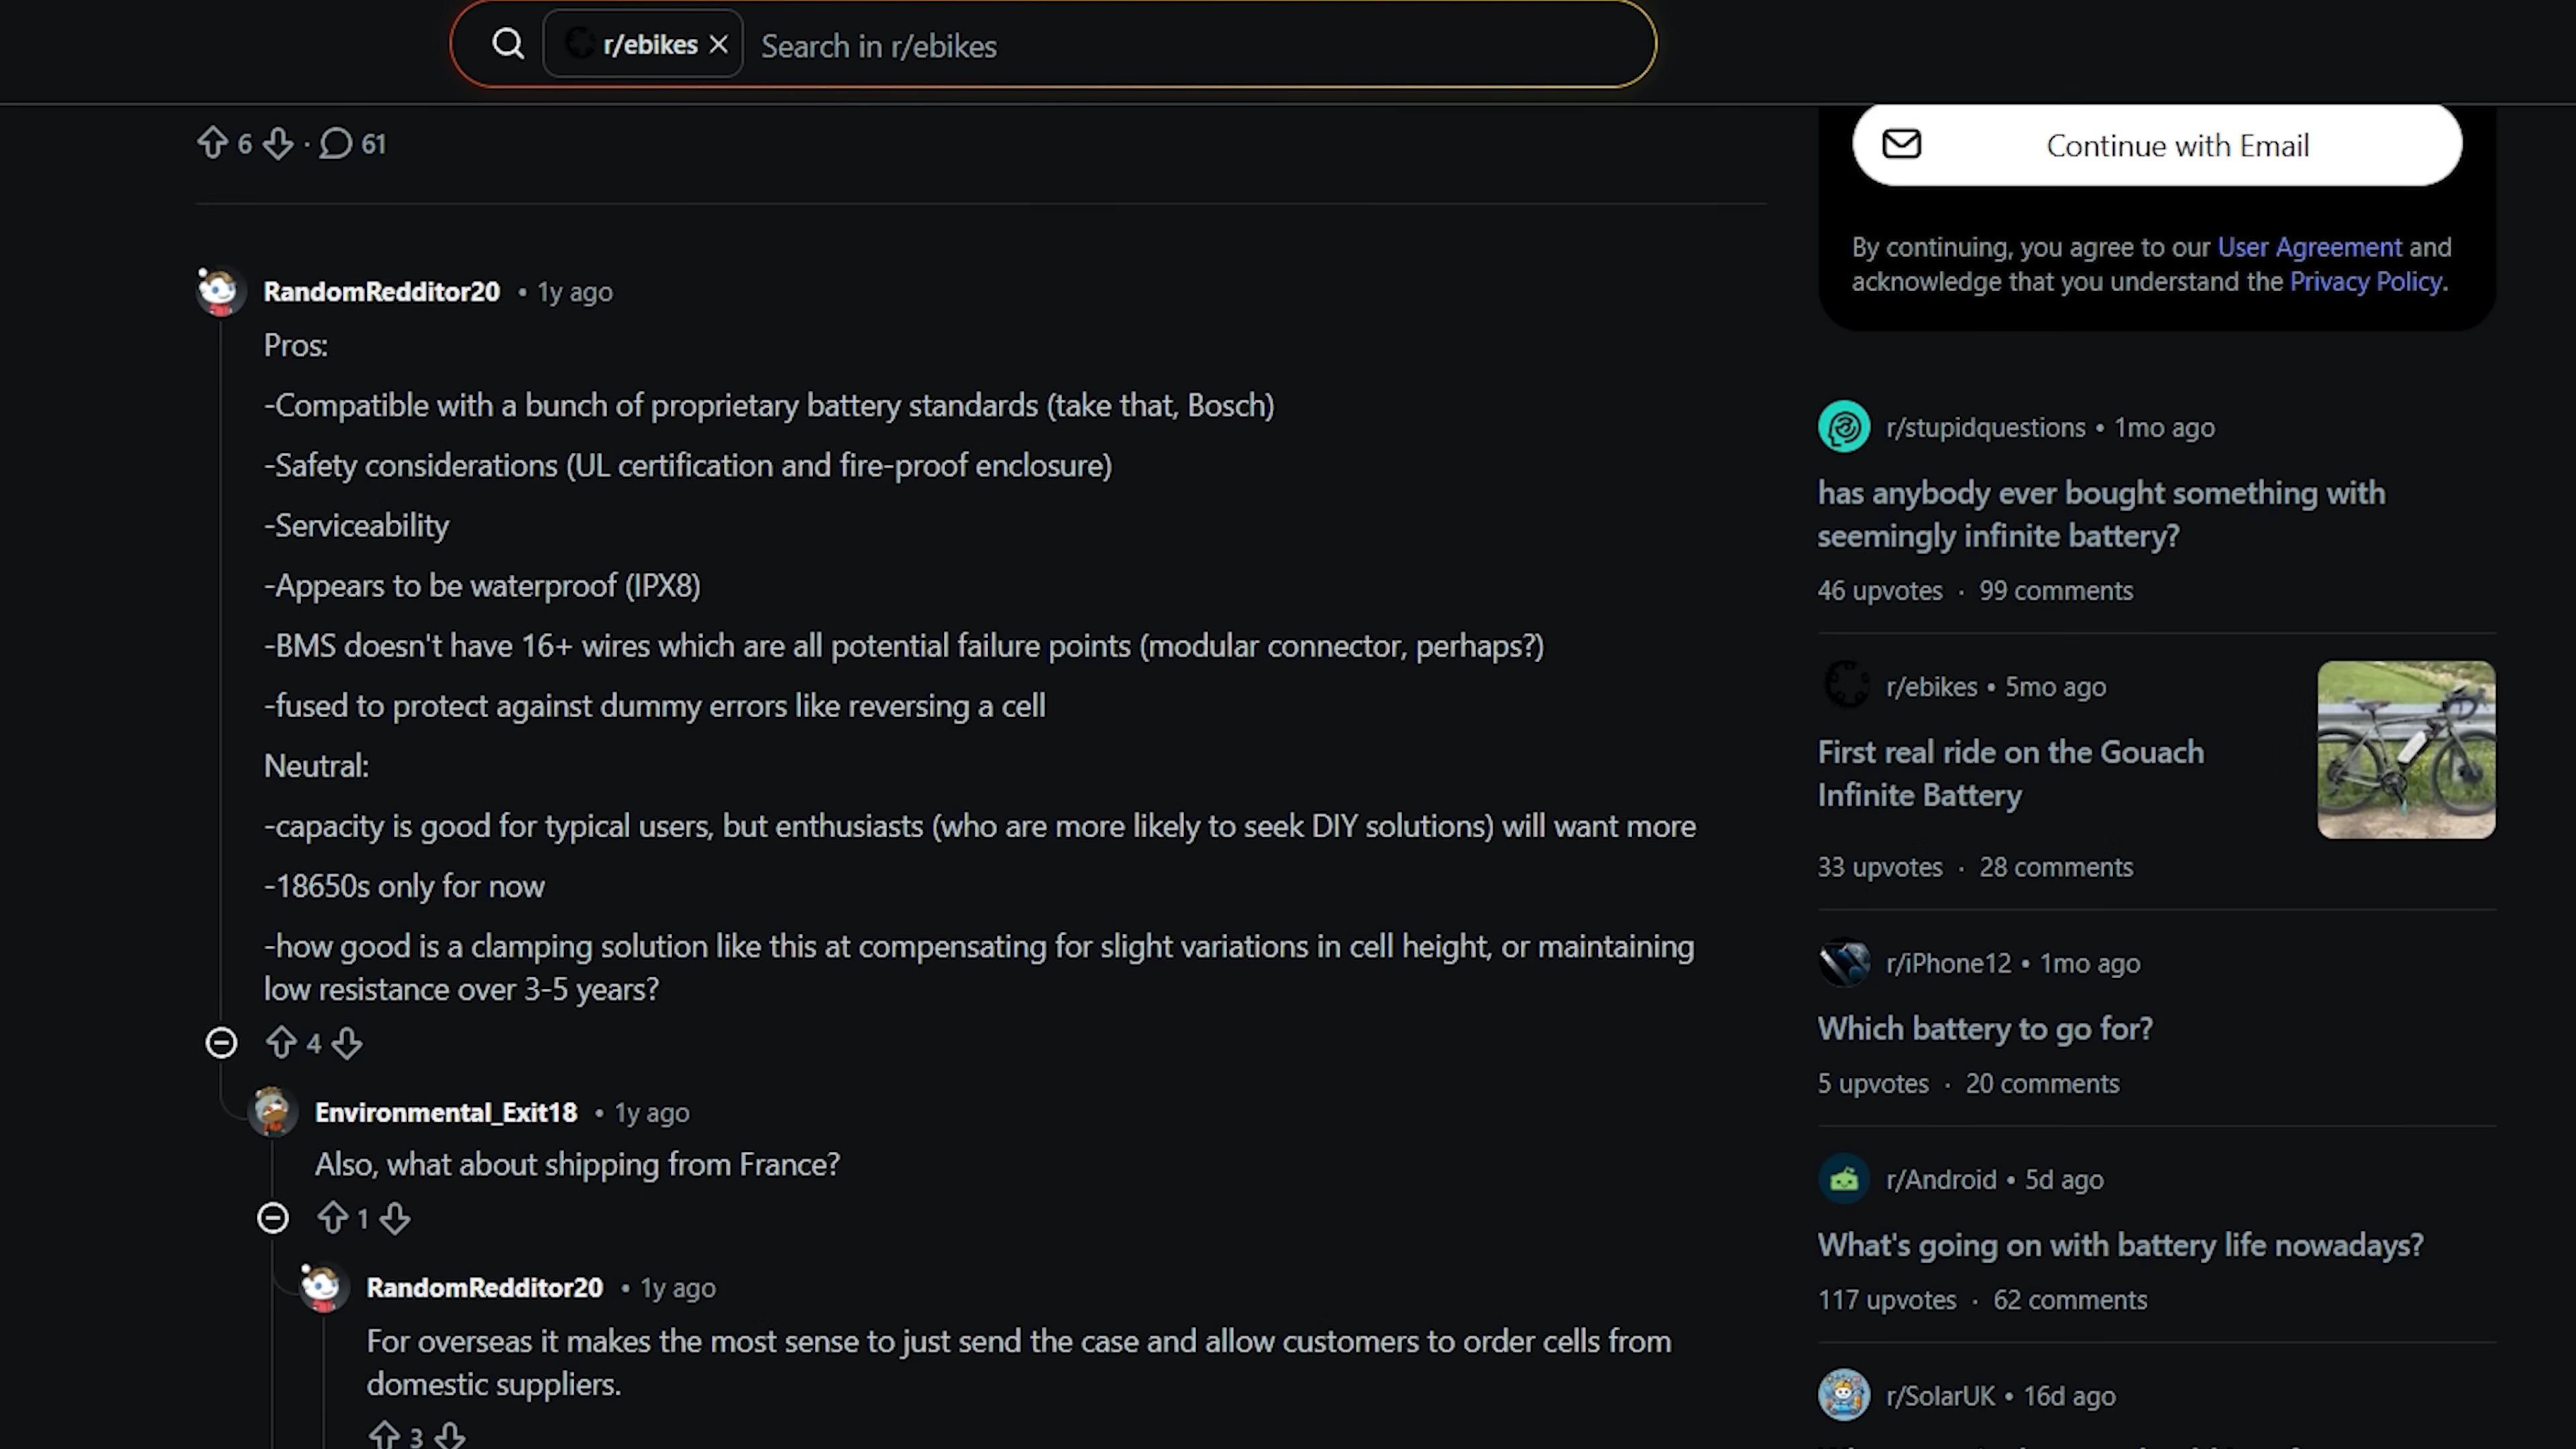 r/ebikes
Search in r/ebikes
6 · 61
RandomRedditor20 • 1y ago
Pros:
-Compatible with a bunch of proprietary battery standards (take that, Bosch)
-Safety considerations (UL certification and fire-proof enclosure)
-Serviceability
-Appears to be waterproof (IPX8)
-BMS doesn't have 16+ wires which are all potential failure points (modular connector, perhaps?)
-fused to protect against dummy errors like reversing a cell
Neutral:
-capacity is good for typical users, but enthusiasts (who are more likely to seek DIY solutions) will want more
-18650s only for now
-how good is a clamping solution like this at compensating for slight variations in cell height, or maintaining
low resistance over 3-5 years?
4
Environmental_Exit18 • 1y ago
Also, what about shipping from France?
1
RandomRedditor20 • 1y ago
For overseas it makes the most sense to just send the case and allow customers to order cells from
domestic suppliers.
3
Continue with Email
By continuing, you agree to our User Agreement and
acknowledge that you understand the Privacy Policy.
r/stupidquestions • 1mo ago
has anybody ever bought something with
seemingly infinite battery?
46 upvotes · 99 comments
r/ebikes • 5mo ago
First real ride on the Gouach
Infinite Battery
33 upvotes · 28 comments
r/iPhone12 • 1mo ago
Which battery to go for?
5 upvotes · 20 comments
r/Android • 5d ago
What's going on with battery life nowadays?
117 upvotes · 62 comments
r/SolarUK • 16d ago